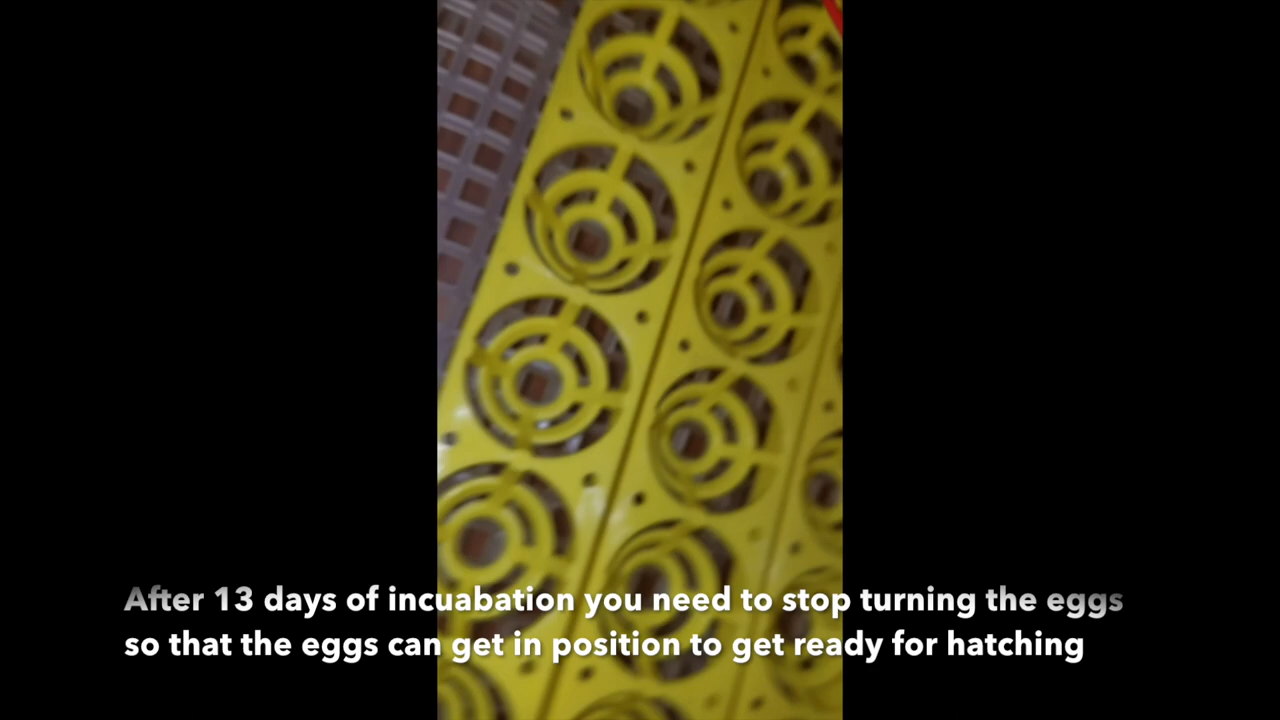 After 13 days of incuabation you need to stop turning the eggs
so that the eggs can get in position to get ready for hatching